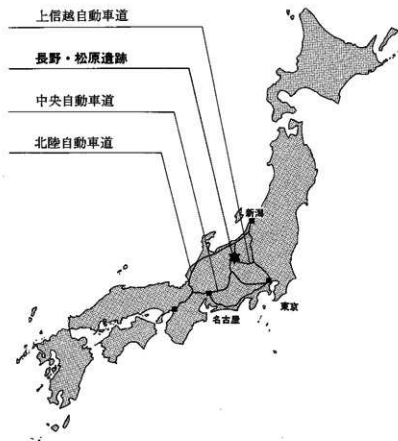 上信越自動車道
長野・松原遺跡
中央自動車道
北陸自動車道
新潟
東京
名古屋